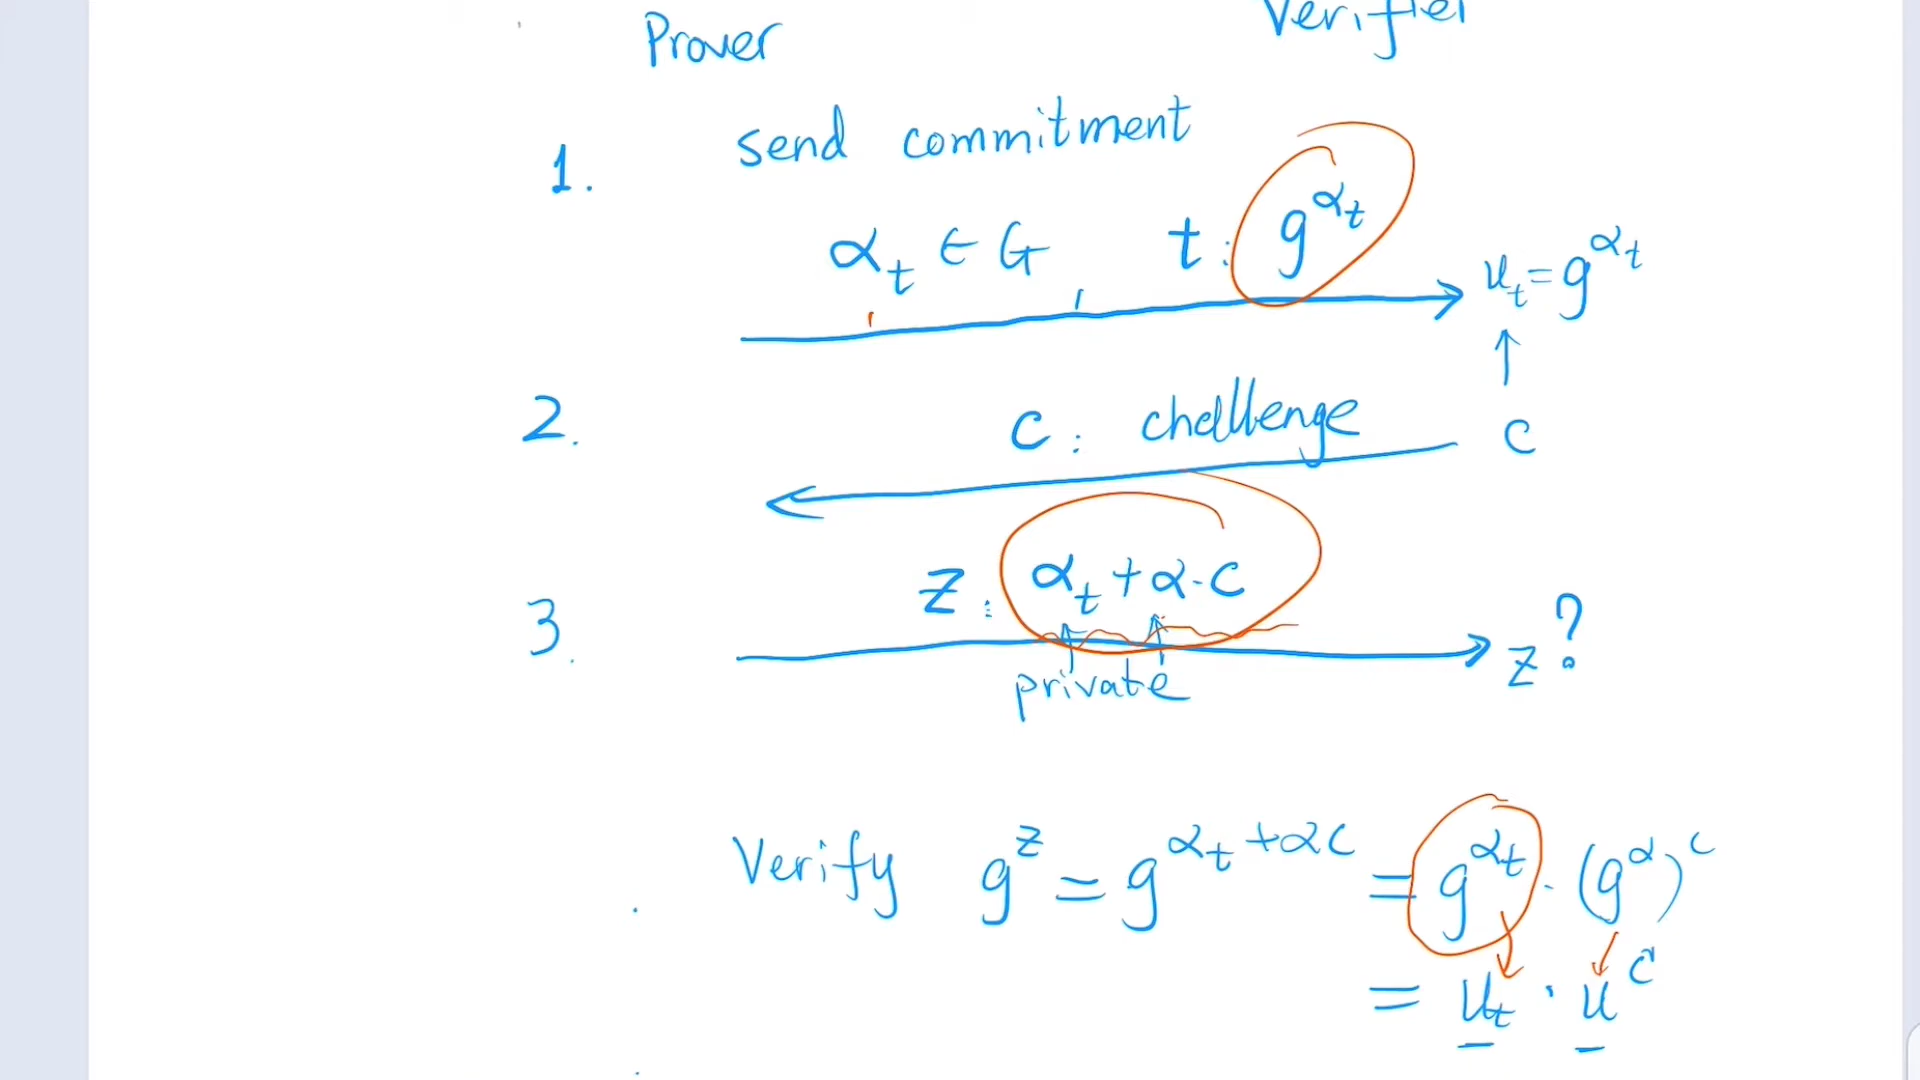 Prover Verifier
1. send commitment
α_t ∈ G t: g^{α_t} u_t = g^{α_t}
↑
2. c: challenge c
3. z: α_t + α·c z?
private
Verify g^z = g^{α_t + αc} = g^{α_t} · (g^α)^c
= u_t · u^c